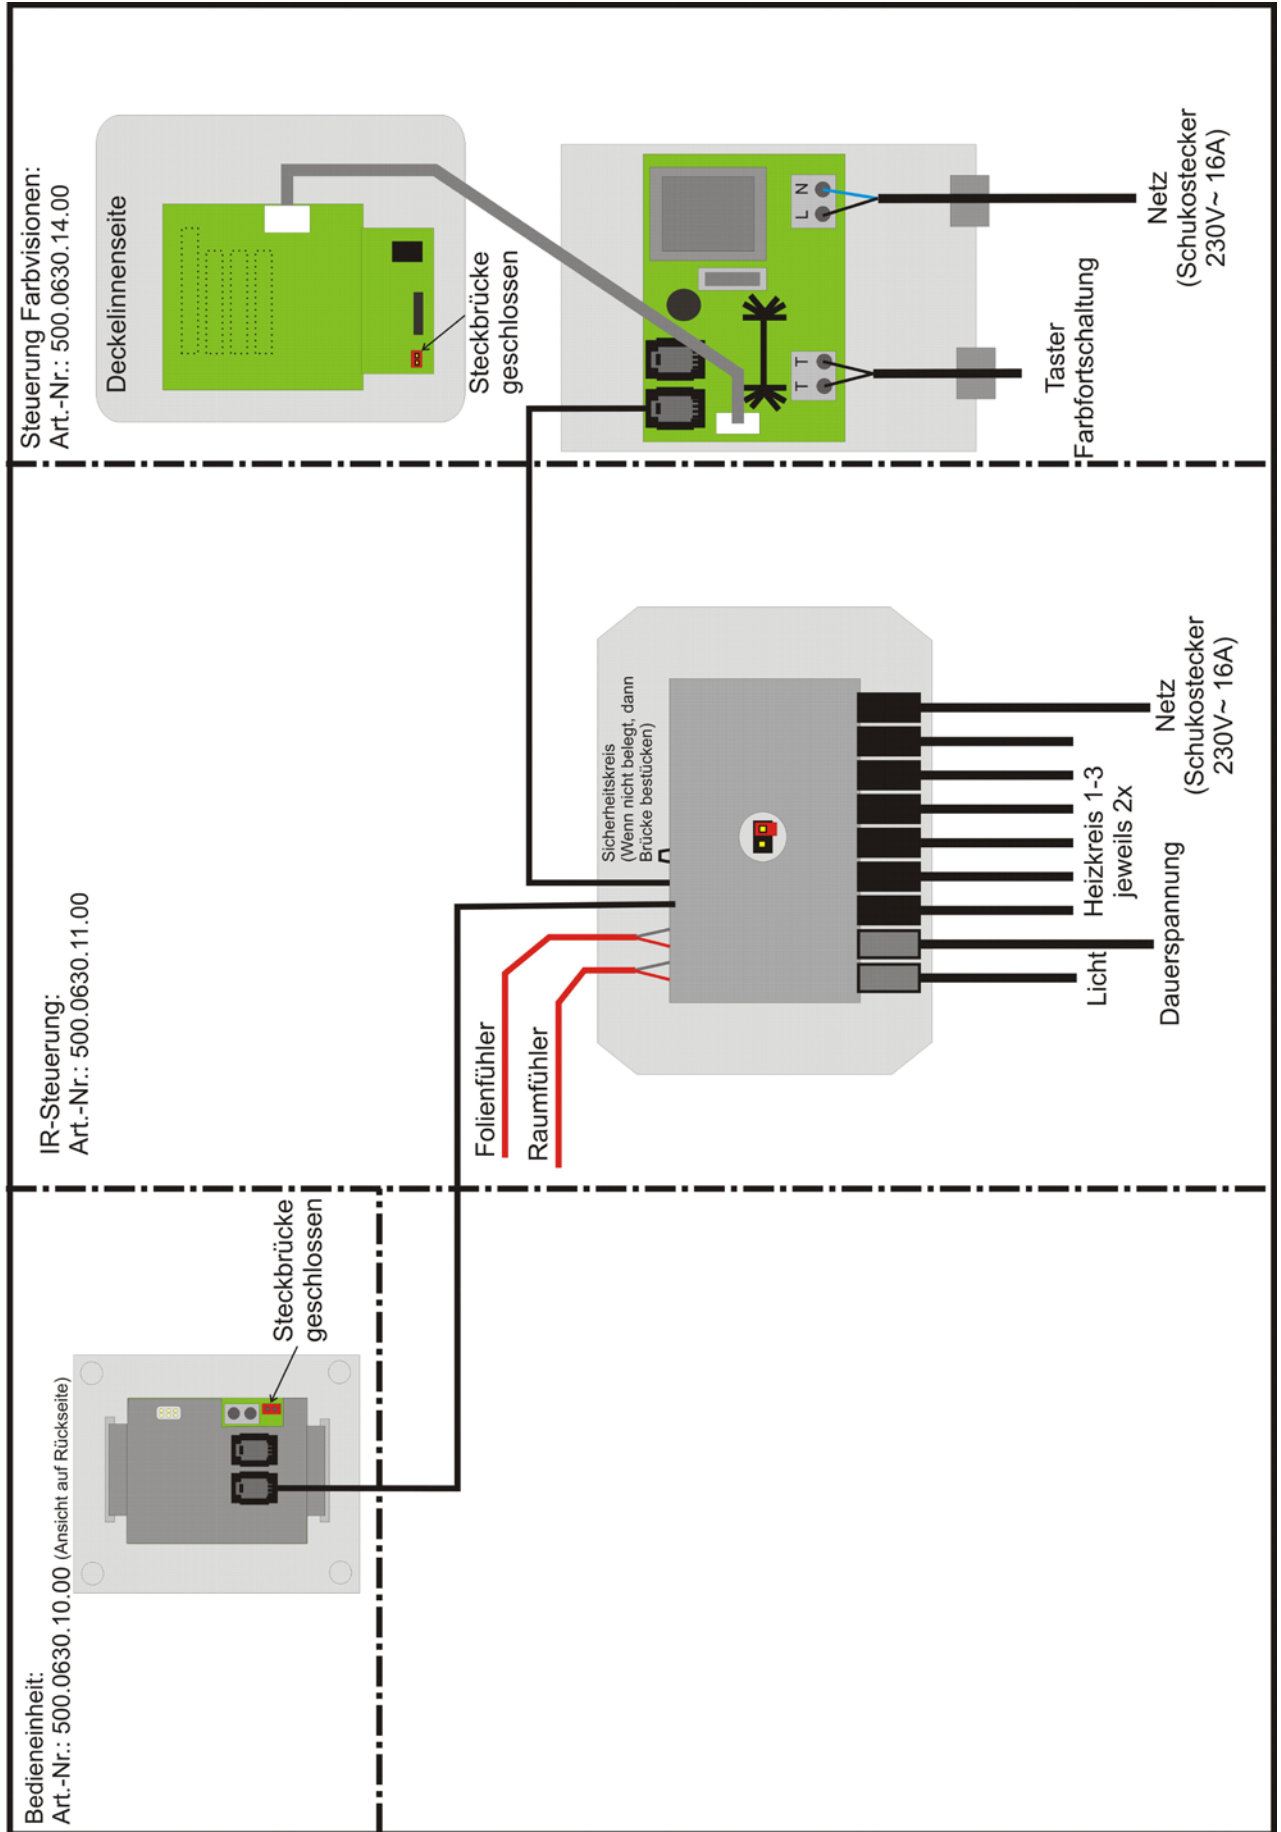 Bedieneinheit:
Art.-Nr.: 500.0630.10.00 (Ansicht auf Rückseite)
Steckbrücke
geschlossen
IR-Steuerung:
Art.-Nr.: 500.0630.11.00
Folienfühler
Raumfühler
Sicherheitskreis
(Wenn nicht belegt, dann
Brücke bestücken)
Licht
Dauerspannung
Heizkreis 1-3
jeweils 2x
Netz
(Schukostecker
230V~ 16A)
Steuerung Farbvisionen:
Art.-Nr.: 500.0630.14.00
Deckelinnenseite
Steckbrücke
geschlossen
T T
L N
Taster
Farbfortschaltung
Netz
(Schukostecker
230V~ 16A)